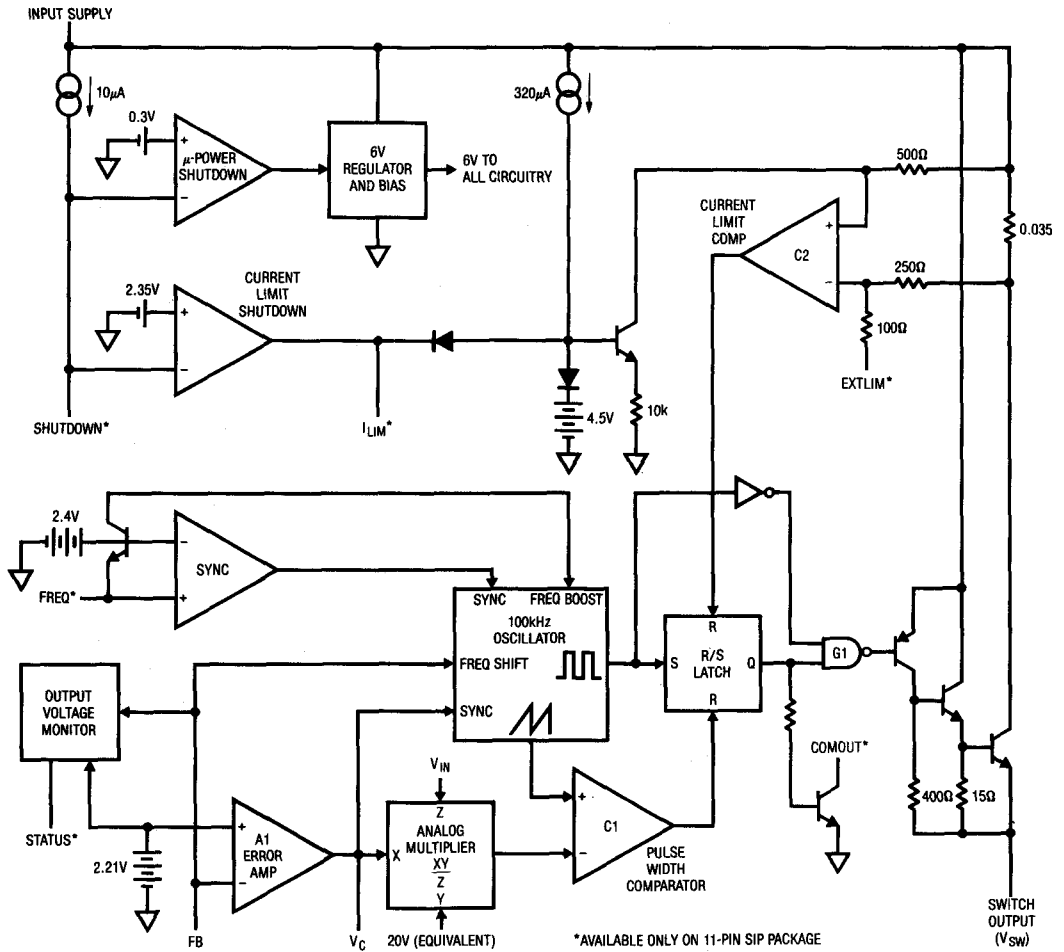 INPUT SUPPLY
10μA
0.3V
+
μ-POWER
SHUTDOWN
−
6V
REGULATOR
AND BIAS
6V TO
ALL CIRCUITRY
320μA
500Ω
0.035
CURRENT
LIMIT
COMP
+
C2
−
250Ω
100Ω
EXTLIM*
2.35V
+
−
CURRENT
LIMIT
SHUTDOWN
SHUTDOWN*
I_LIM*
4.5V
10k
2.4V
−
SYNC
+
FREQ*
SYNC
FREQ BOOST
100kHz
OSCILLATOR
FREQ SHIFT
SYNC
R
S
R/S
LATCH
Q
R
G1
OUTPUT
VOLTAGE
MONITOR
STATUS*
2.21V
+
A1
ERROR
AMP
−
V_IN
Z
X
ANALOG
MULTIPLIER
XY
Z
Y
+
C1
−
PULSE
WIDTH
COMPARATOR
COMOUT*
400Ω
15Ω
FB
V_C
20V (EQUIVALENT)
*AVAILABLE ONLY ON 11-PIN SIP PACKAGE
SWITCH
OUTPUT
(V_SW)